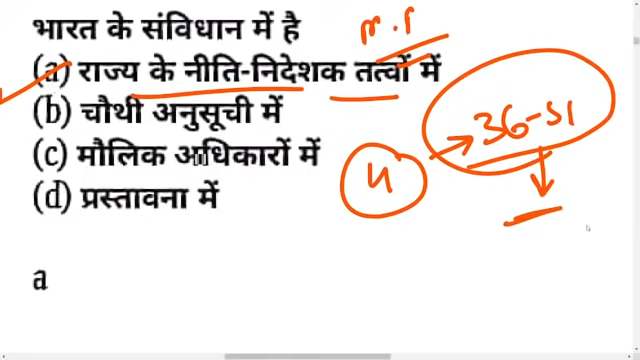 भारत के संविधान में है
(a) राज्य के नीति-निदेशक तत्वों में
(b) चौथी अनुसूची में
(c) मौलिक अधिकारों में
(d) प्रस्तावना में
4 → 36-51
a